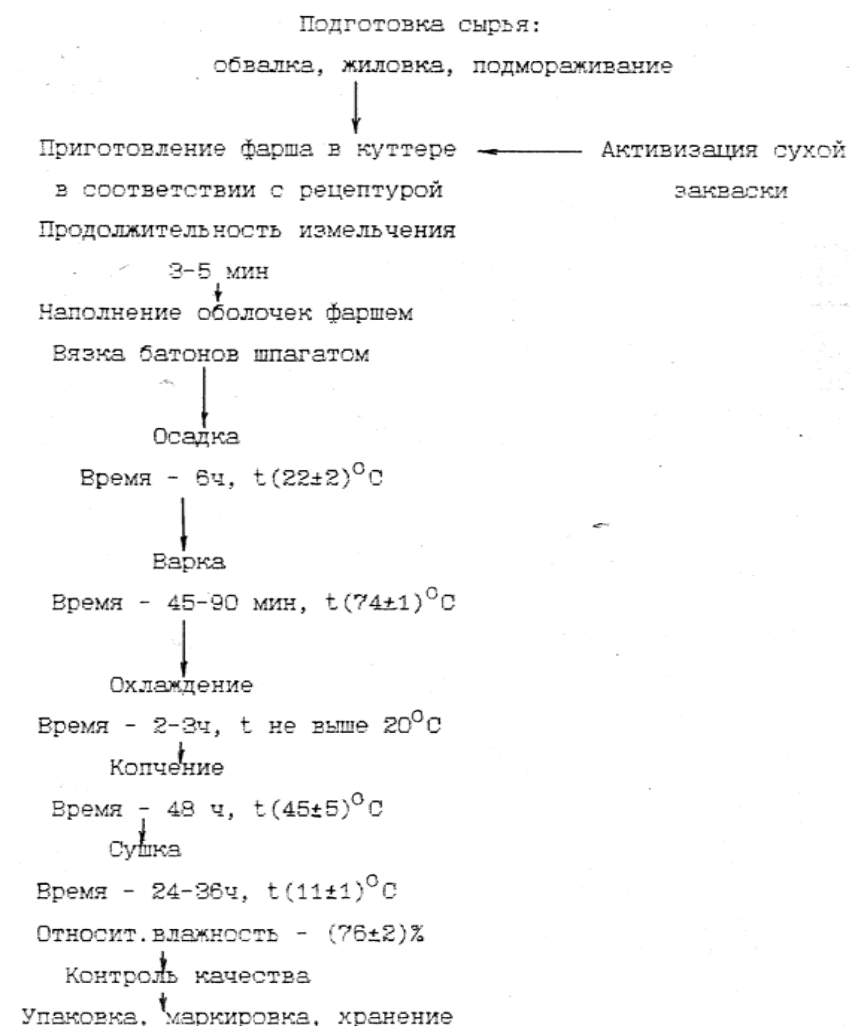 Подготовка сырья:
обвалка, жиловка, подмораживание
Приготовление фарша в куттере
Активизация сухой
в соответствии с рецептурой
закваски
Продолжительность измельчения
3-5 мин
Наполнение оболочек фаршем
Вязка батонов шпагатом
Осадка
Время - 6ч, t(22±2)°С
Варка
Время - 45-90 мин, t(74±1)°С
Охлаждение
Время - 2-3ч, t не выше 20°С
Копчение
Время - 48 ч, t(45±5)°С
Сушка
Время - 24-36ч, t(11±1)°С
Относит.влажность - (76±2)%
Контроль качества
Упаковка, маркировка, хранение